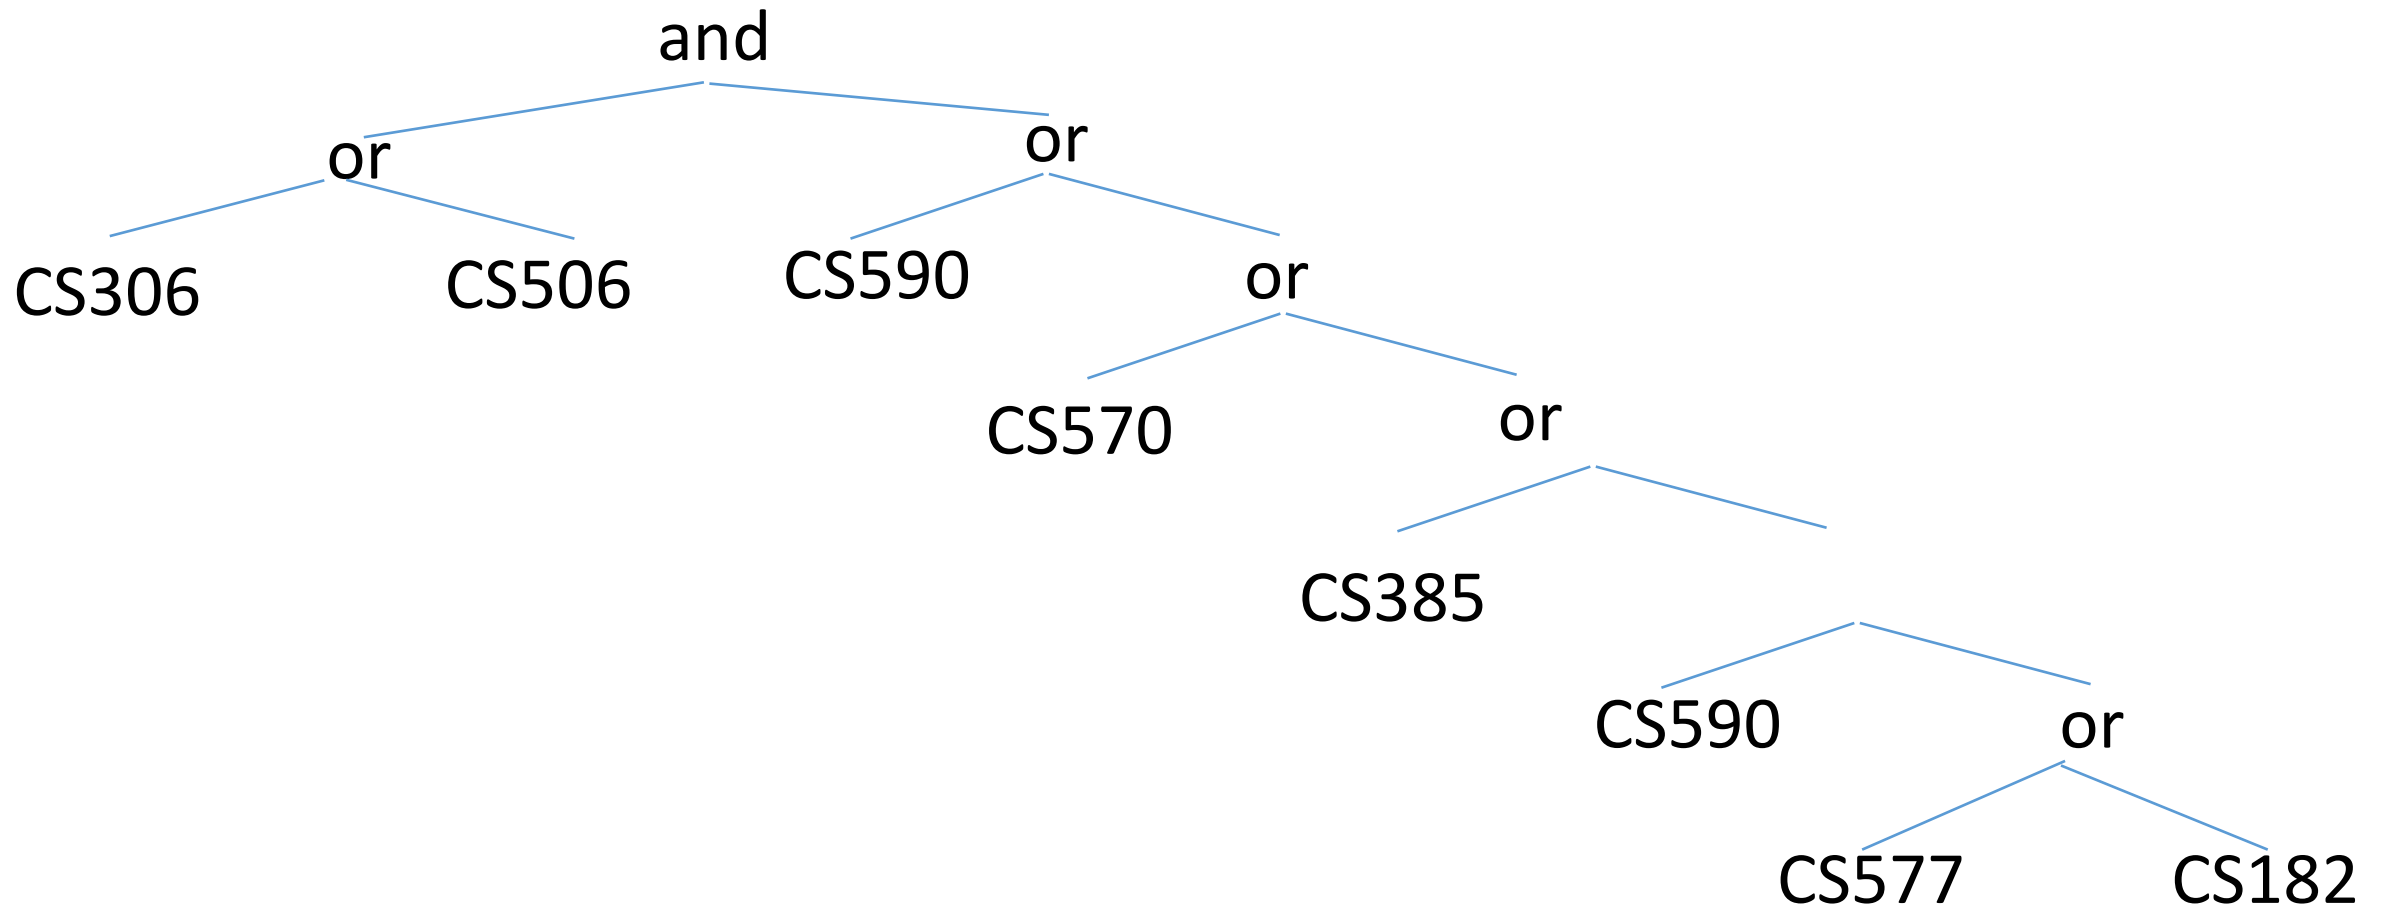 and
or
or
CS306
CS506
CS590
or
CS570
or
CS385
CS590
or
CS577
CS182